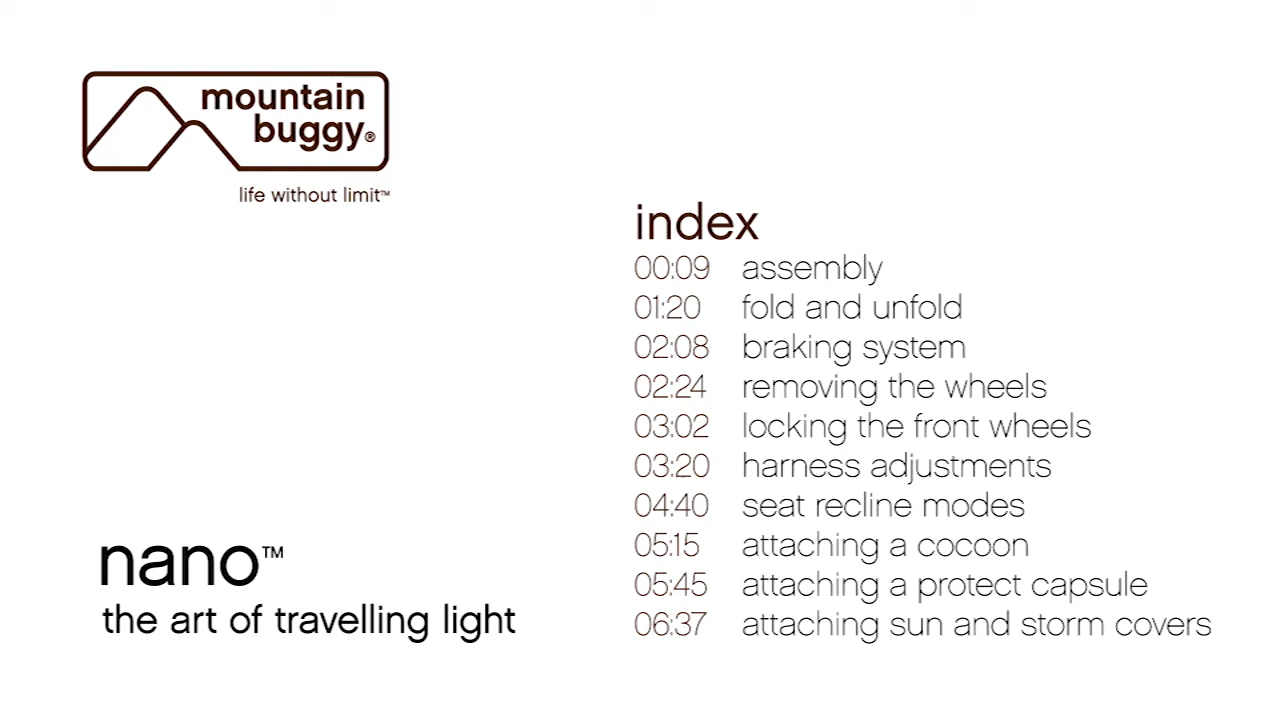 mountain
buggy®
life without limit™
index
00:09 assembly
01:20 fold and unfold
02:08 braking system
02:24 removing the wheels
03:02 locking the front wheels
03:20 harness adjustments
04:40 seat recline modes
05:15 attaching a cocoon
05:45 attaching a protect capsule
06:37 attaching sun and storm covers
nano™
the art of travelling light